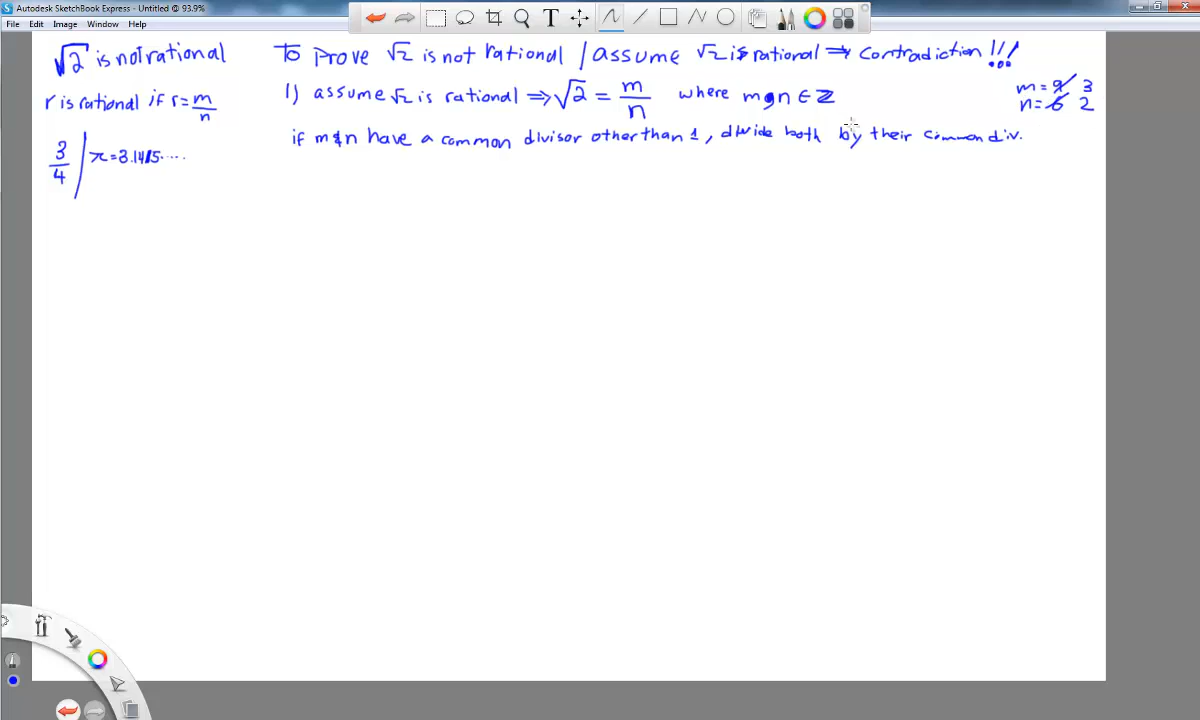 Autodesk SketchBook Express - Untitled @ 93.9%
File Edit Image Window Help
√2 is not rational
r is rational if r = m/n
3/4 | π = 3.1415....
To Prove √2 is not rational / assume √2 is rational ⇒ Contradiction !!!
1) assume √2 is rational ⇒ √2 = m/n where m & n ∈ ℤ
m = 9 3
n = 6 2
if m & n have a common divisor other than 1, divide both by their common div.